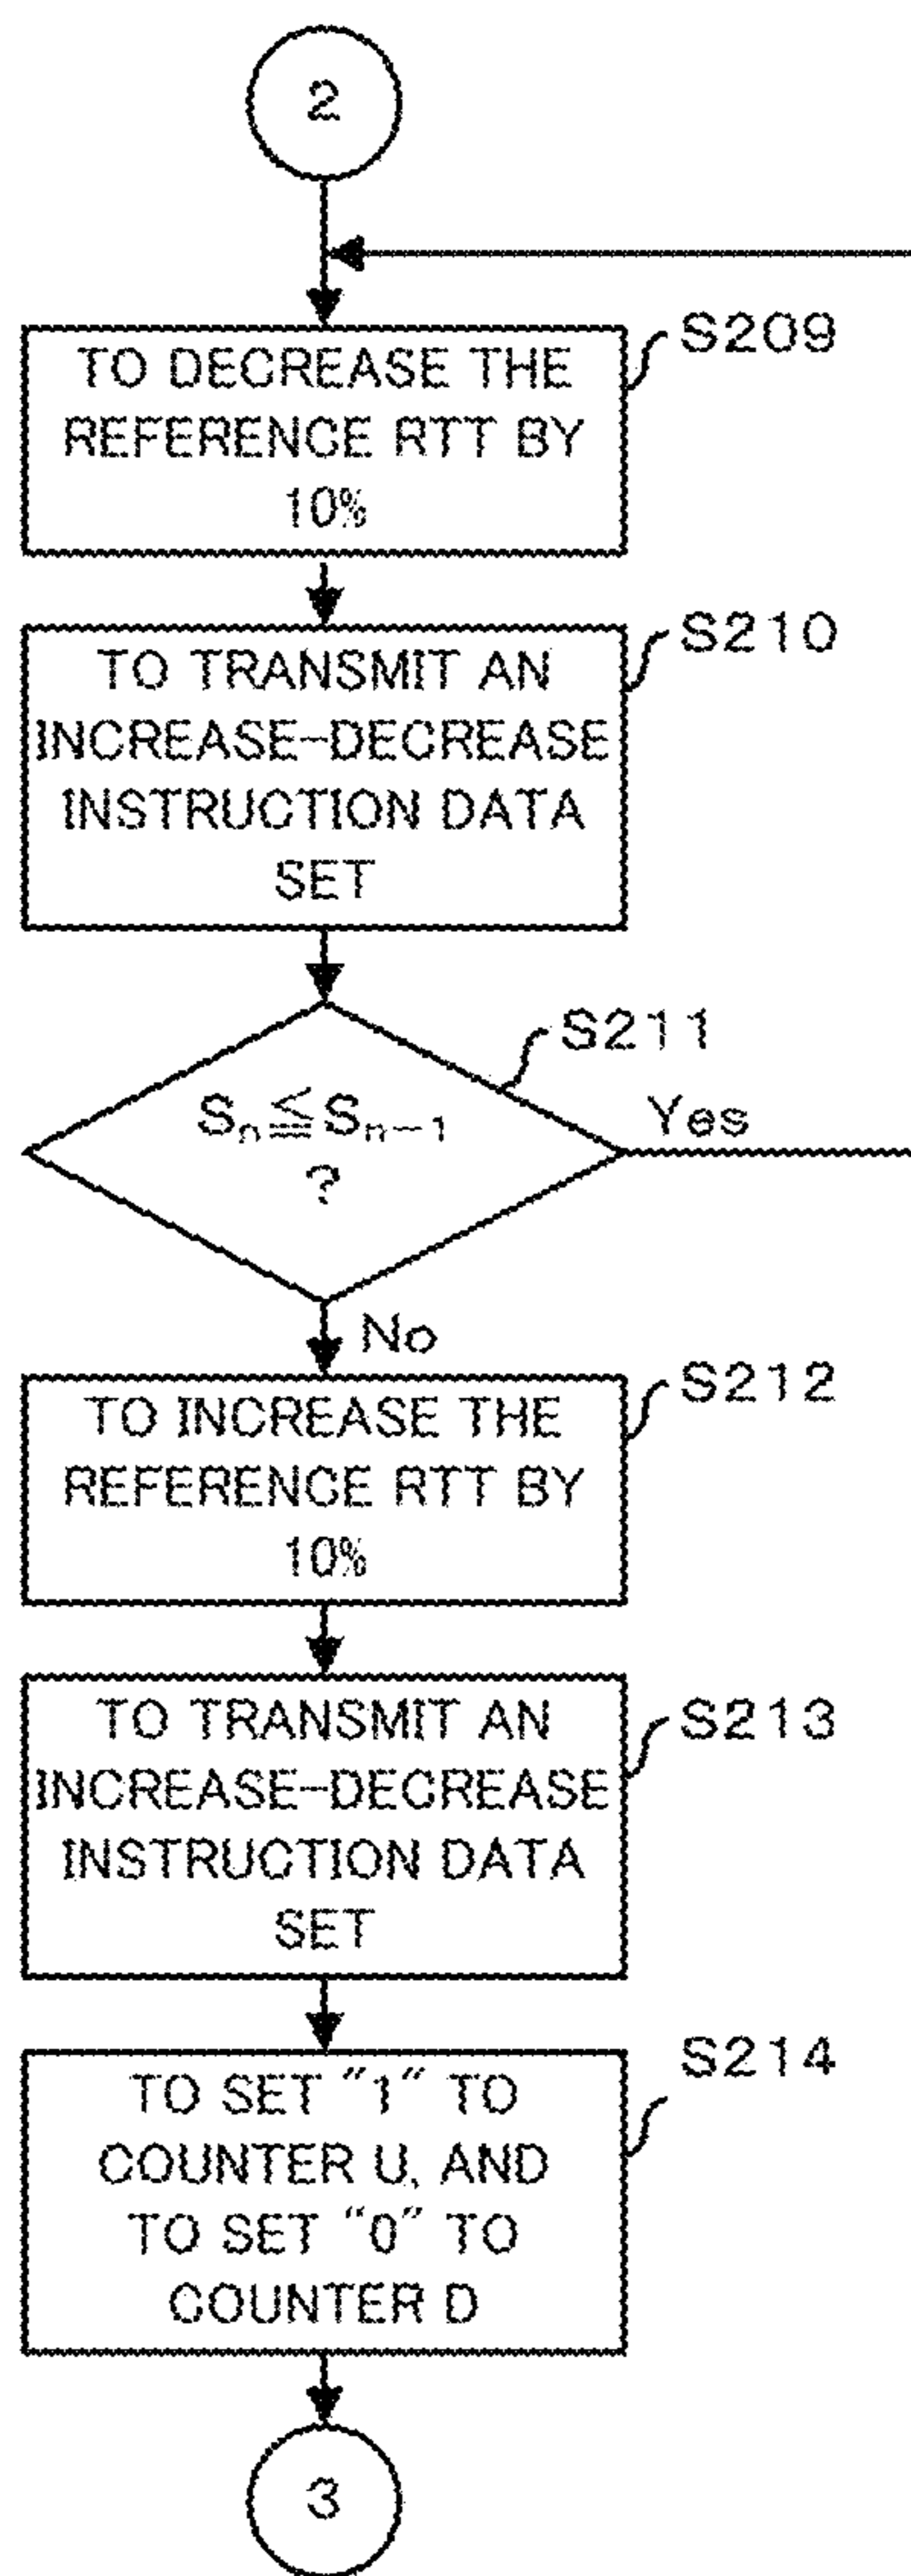 2
S209
TO DECREASE THE
REFERENCE RTT BY
10%
S210
TO TRANSMIT AN
INCREASE-DECREASE
INSTRUCTION DATA
SET
S211
Sₙ≦Sₙ₋₁
?
Yes
No
S212
TO INCREASE THE
REFERENCE RTT BY
10%
S213
TO TRANSMIT AN
INCREASE-DECREASE
INSTRUCTION DATA
SET
S214
TO SET "1" TO
COUNTER U, AND
TO SET "0" TO
COUNTER D
3